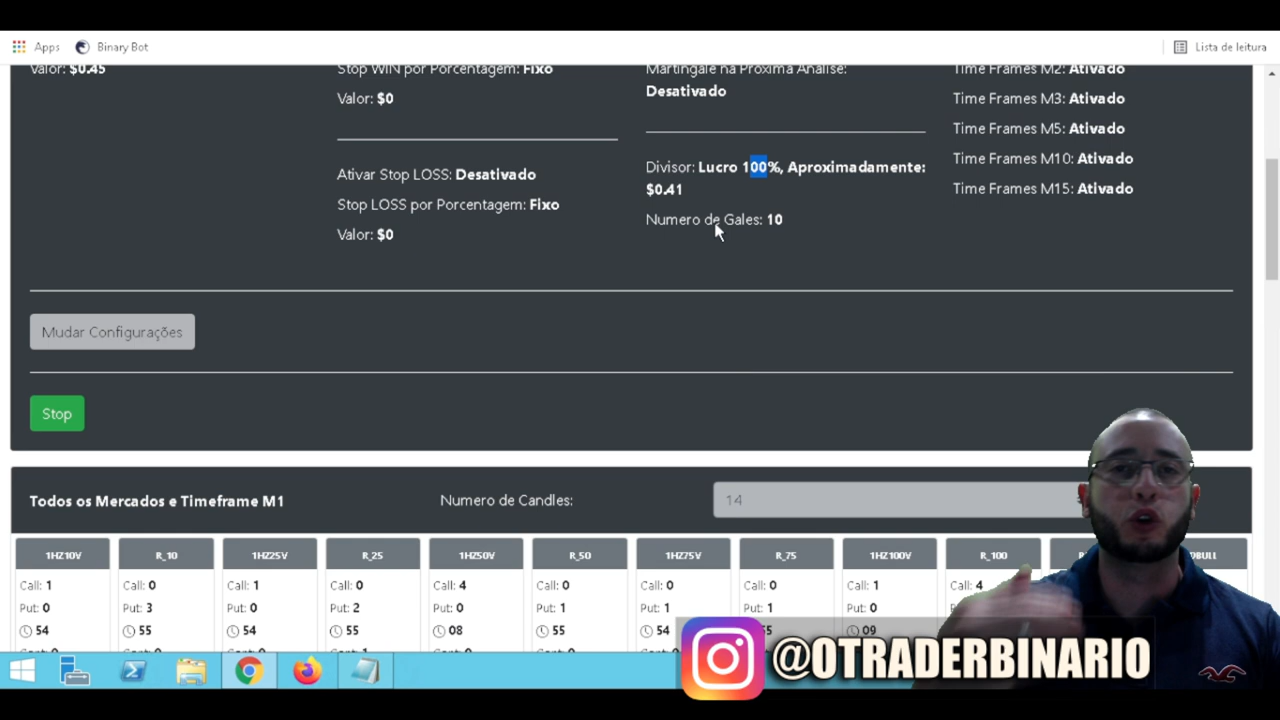 Apps
Binary Bot
Lista de leitura
Valor: $0.45
Stop WIN por Porcentagem: Fixo
Valor: $0
Ativar Stop LOSS: Desativado
Stop LOSS por Porcentagem: Fixo
Valor: $0
Martingale na Próxima Análise:
Desativado
Divisor: Lucro 100%, Aproximadamente:
$0.41
Numero de Gales: 10
Time Frames M2: Ativado
Time Frames M3: Ativado
Time Frames M5: Ativado
Time Frames M10: Ativado
Time Frames M15: Ativado
Mudar Configurações
Stop
Todos os Mercados e Timeframe M1
Numero de Candles:
14
1HZ10V R_10 1HZ25V R_25 1HZ50V R_50 1HZ75V R_75 1HZ100V R_100
Call: 1 Call: 0 Call: 1 Call: 0 Call: 4 Call: 0 Call: 0 Call: 0 Call: 1 Call: 4
Put: 0 Put: 3 Put: 0 Put: 2 Put: 0 Put: 1 Put: 1 Put: 1 Put: 0
54 55 54 55 08 55 54 55 09
@OTRADERBINARIO